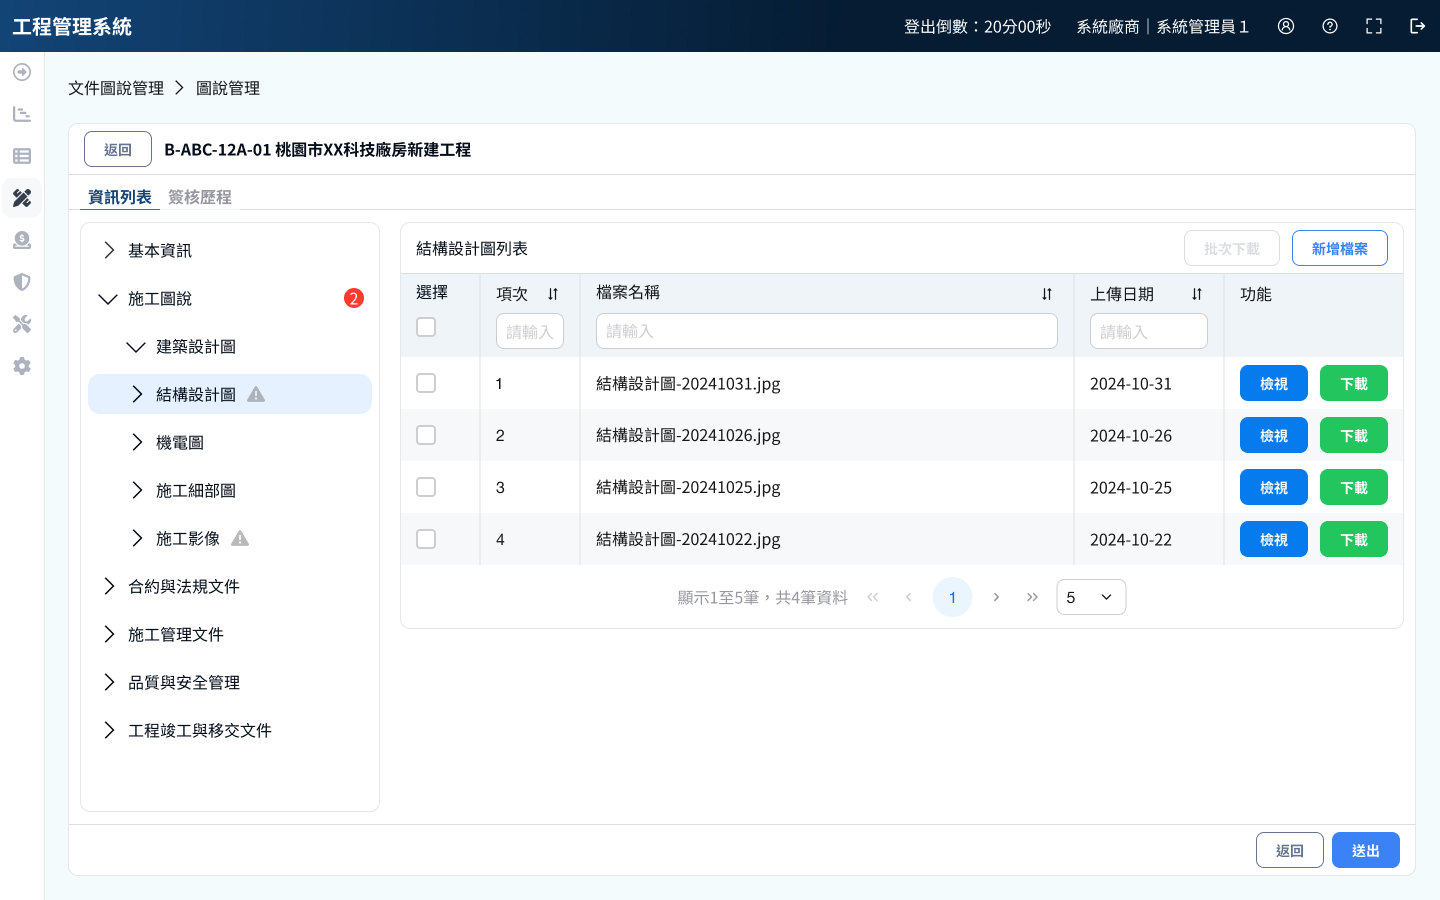 工程管理系統
登出倒數：20分00秒
系統廠商｜系統管理員１
文件圖說管理
圖說管理
返回
B-ABC-12A-01 桃園市XX科技廠房新建工程
資訊列表
簽核歷程
基本資訊
施工圖說
2
建築設計圖
結構設計圖
機電圖
施工細部圖
施工影像
合約與法規文件
施工管理文件
品質與安全管理
工程竣工與移交文件
結構設計圖列表
批次下載
新增檔案
選擇
項次
檔案名稱
上傳日期
功能
請輸入
請輸入
請輸入
1
結構設計圖-20241031.jpg
2024-10-31
檢視
下載
2
結構設計圖-20241026.jpg
2024-10-26
檢視
下載
3
結構設計圖-20241025.jpg
2024-10-25
檢視
下載
4
結構設計圖-20241022.jpg
2024-10-22
檢視
下載
顯示1至5筆，共4筆資料
1
5
返回
送出